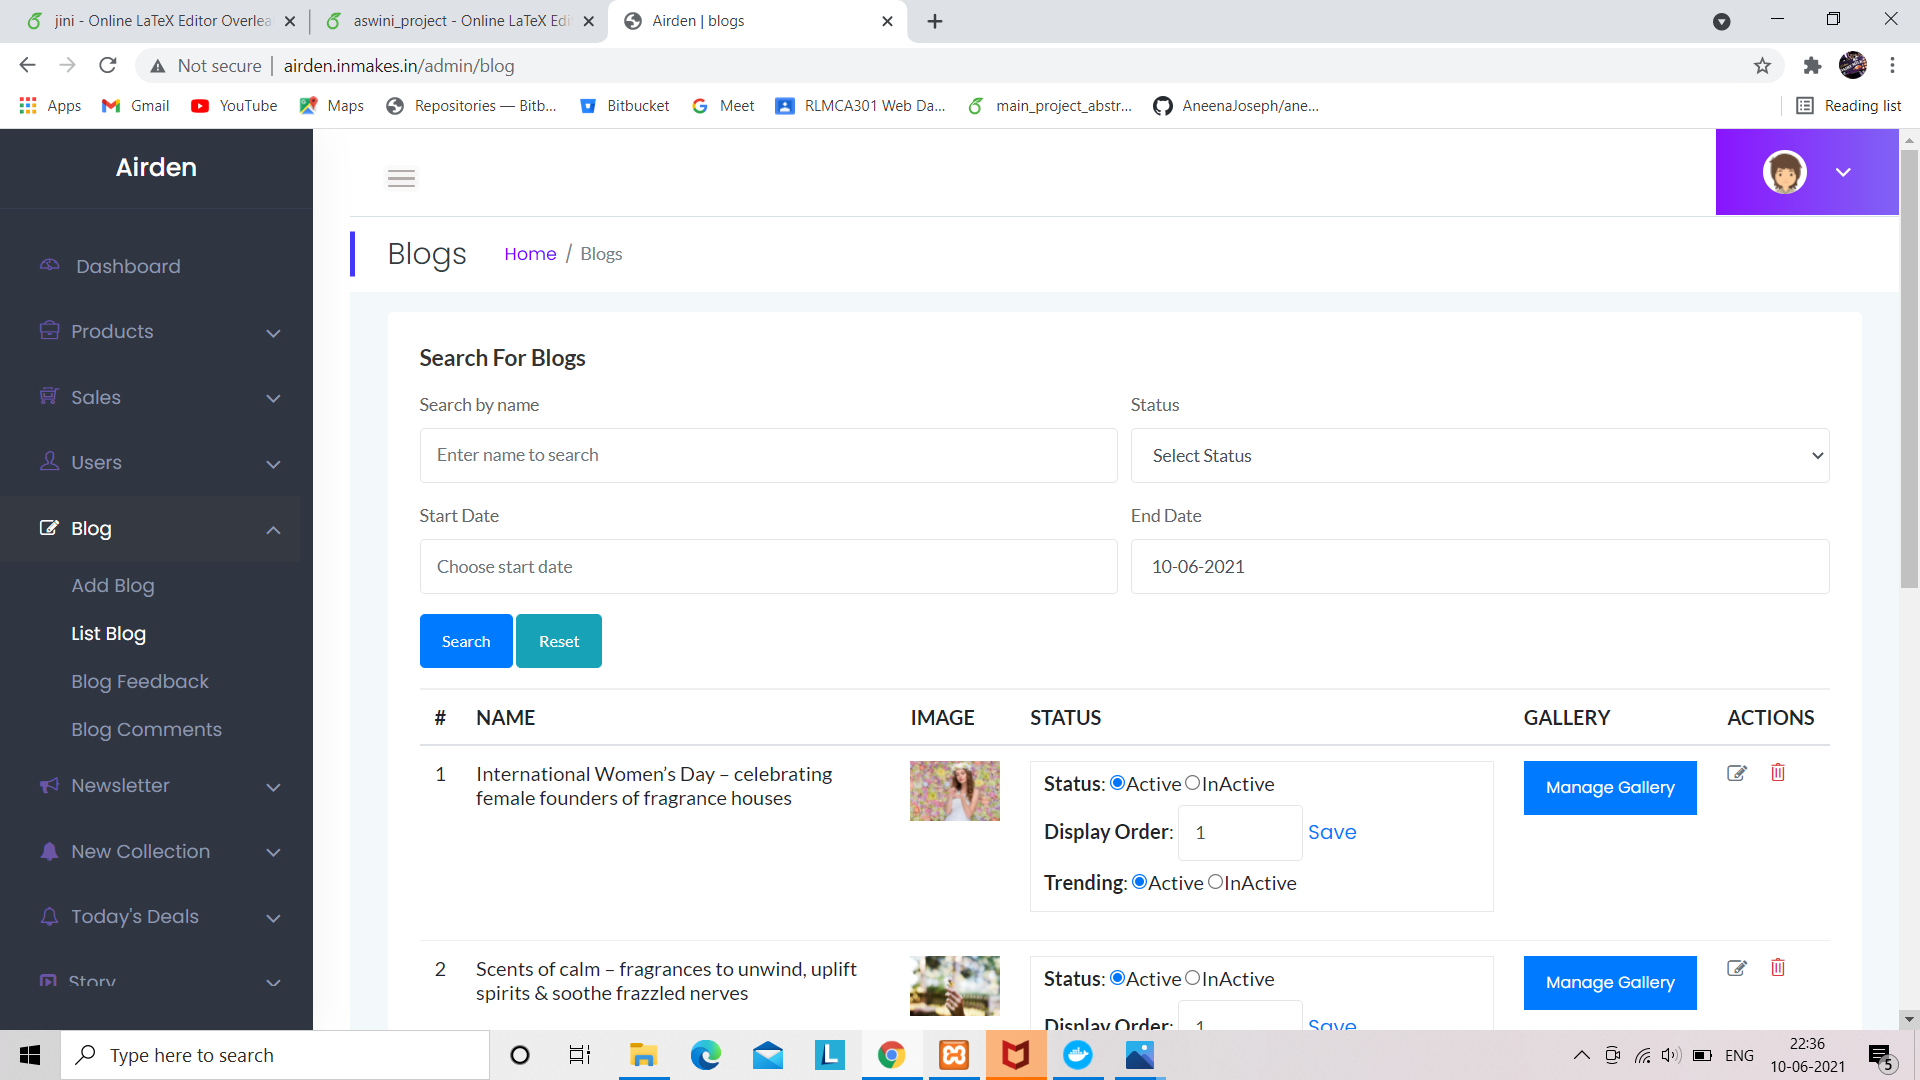 jini - Online LaTeX Editor Overlea
aswini_project - Online LaTeX Edi
Airden | blogs
Not secure | airden.inmakes.in/admin/blog
Apps
Gmail
YouTube
Maps
Repositories — Bitb...
Bitbucket
Meet
RLMCA301 Web Da...
main_project_abstr...
AneenaJoseph/ane...
Reading list
Airden
Dashboard
Products
Sales
Users
Blog
Add Blog
List Blog
Blog Feedback
Blog Comments
Newsletter
New Collection
Today's Deals
Story
Blogs
Home / Blogs
Search For Blogs
Search by name
Status
Enter name to search
Select Status
Start Date
End Date
Choose start date
10-06-2021
Search
Reset
# NAME IMAGE STATUS GALLERY ACTIONS
1 International Women’s Day – celebrating
female founders of fragrance houses
Status: Active InActive
Display Order: 1 Save
Trending: Active InActive
Manage Gallery
2 Scents of calm – fragrances to unwind, uplift
spirits & soothe frazzled nerves
Status: Active InActive
Display Order: 1 Save
Manage Gallery
Type here to search
L
ENG
22:36
10-06-2021
5